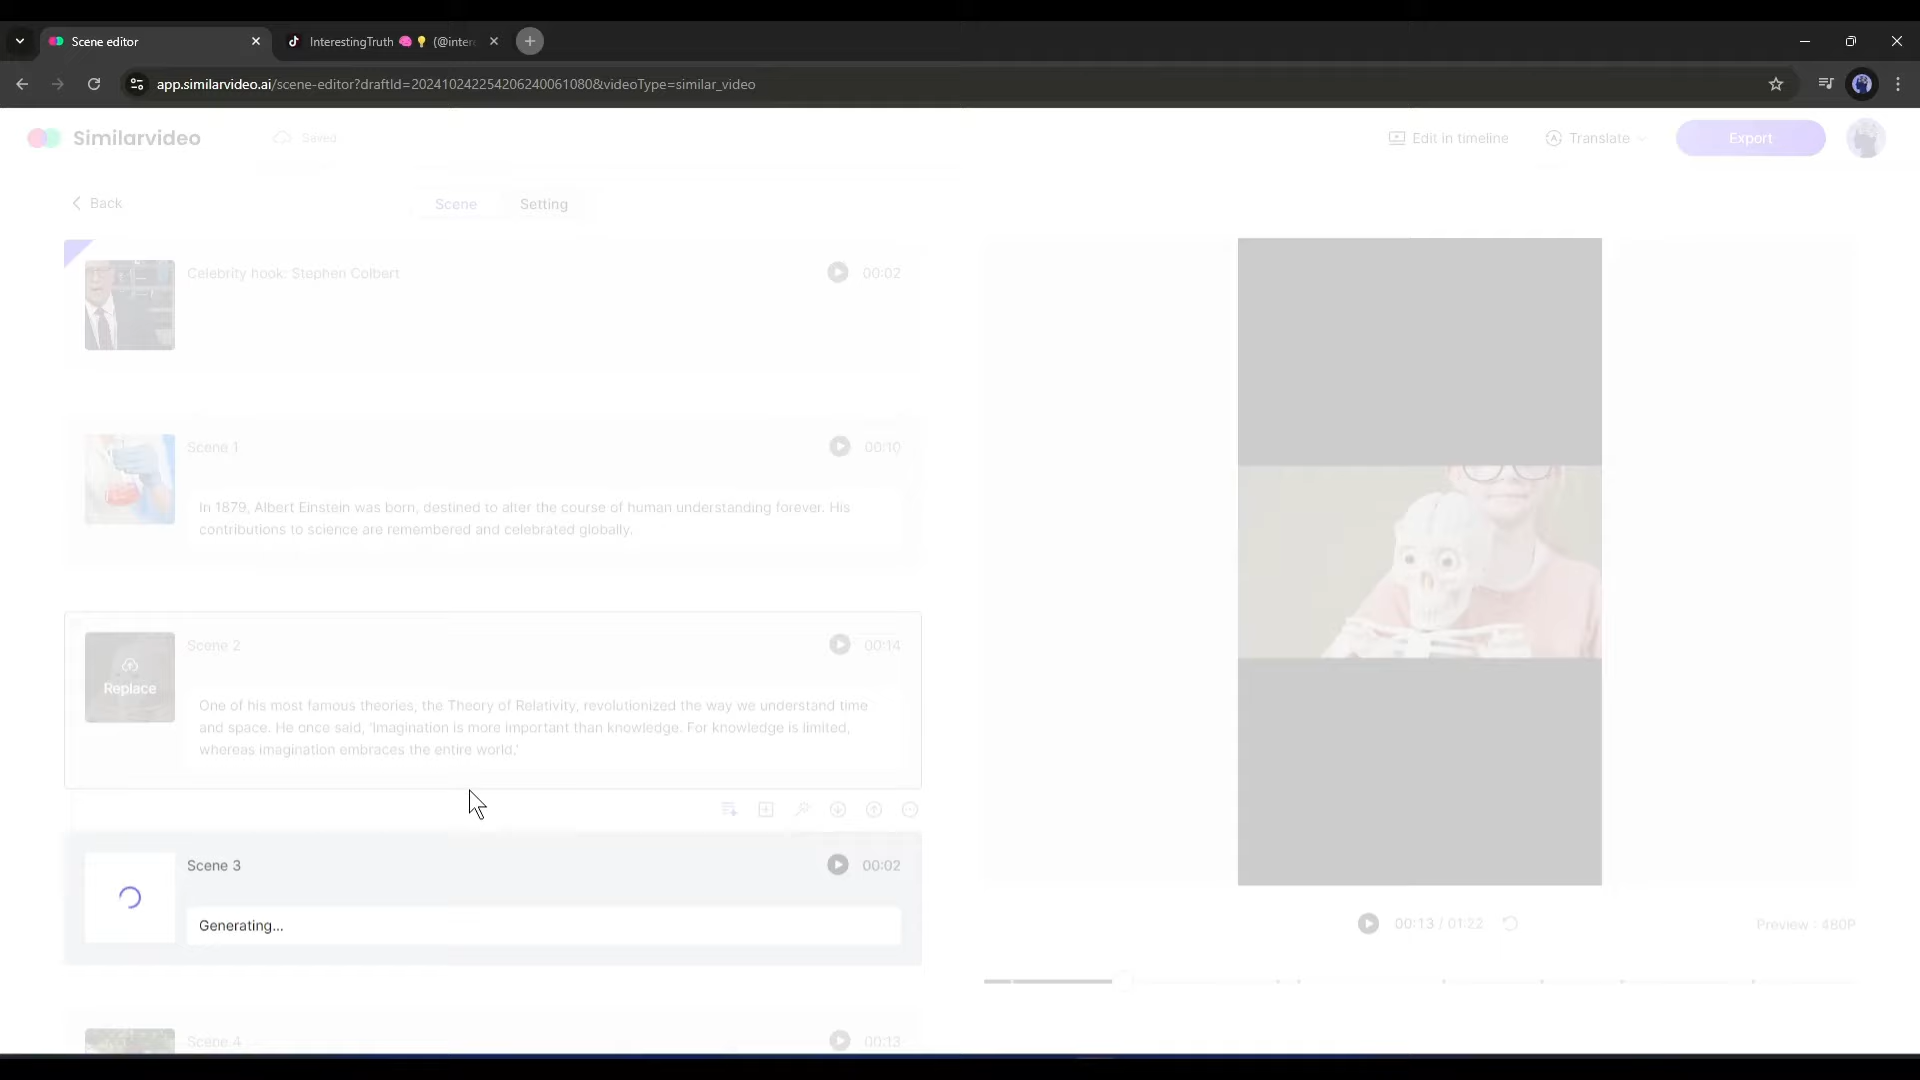 Scene editor
InterestingTruth 🧠💡 (@inter
app.similarvideo.ai/scene-editor?draftId=202410242254206240061080&videoType=similar_video
Similarvideo
Saved
Edit in timeline
Translate
Export
Back
Scene
Setting
Celebrity hook: Stephen Colbert
00:02
Scene 1
00:10
In 1879, Albert Einstein was born, destined to alter the course of human understanding forever. His
contributions to science are remembered and celebrated globally.
Scene 2
00:14
Replace
One of his most famous theories, the Theory of Relativity, revolutionized the way we understand time
and space. He once said, 'Imagination is more important than knowledge. For knowledge is limited,
whereas imagination embraces the entire world.'
Scene 3
00:02
Generating...
Scene 4
00:13
00:13 / 01:22
Preview : 480P